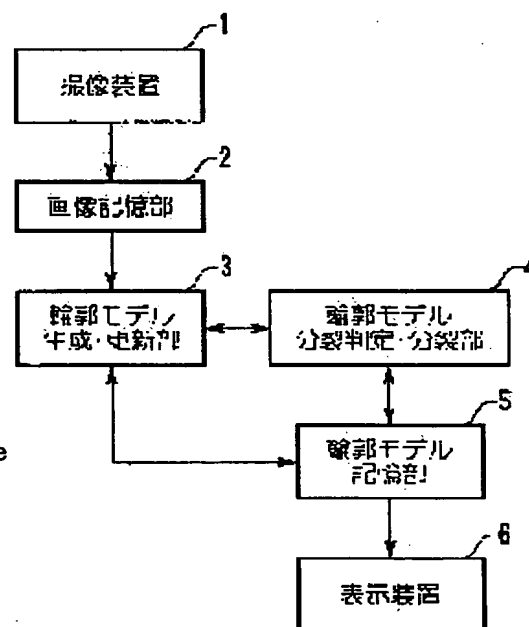 1
撮像装置
2
画像記憶部
3
輪郭モデル
生成・更新部
4
輪郭モデル
分裂判定・分裂部
5
輪郭モデル
記憶部
e
6
表示装置